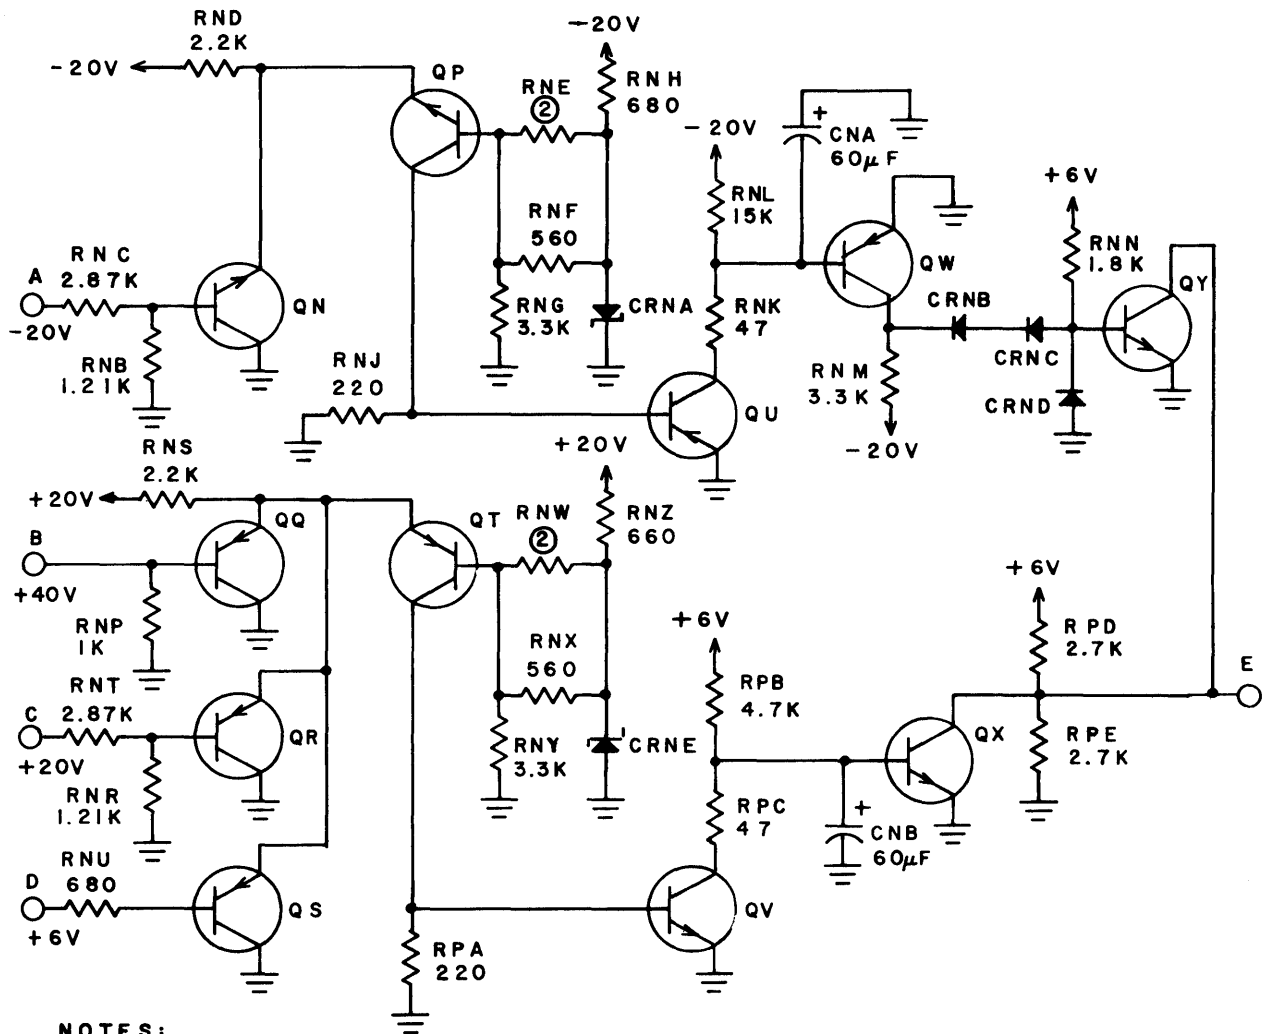 RND
2.2K
-20V
QP
RNE
2
-20V
RNH
680
-20V
+
CNA
60µF
RNL
15K
+6V
RNF
560
RNN
1.8K
QY
A
RNC
2.87K
-20V
QN
RNB
1.21K
RNG
3.3K
CRNA
RNK
47
QW
CRNB
CRNC
RNJ
220
RNM
3.3K
CRND
QU
-20V
RNS
2.2K
+20V
+20V
QQ
QT
RNW
2
RNZ
660
B
+40V
RNP
1K
+6V
+6V
RPD
2.7K
RNX
560
RPB
4.7K
E
RNT
2.87K
C
+20V
QR
RNR
1.21K
RNY
3.3K
CRNE
QX
RPE
2.7K
RPC
47
+
CNB
60µF
RNU
680
D
+6V
QS
QV
RPA
220
NOTES: